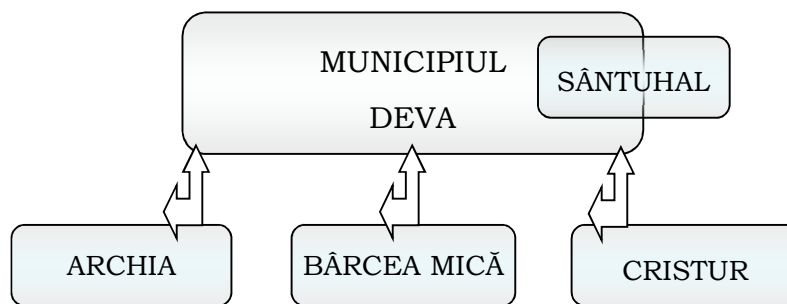 MUNICIPIUL
DEVA
SÂNTUHAL
ARCHIA
BÂRCEA MICĂ
CRISTUR